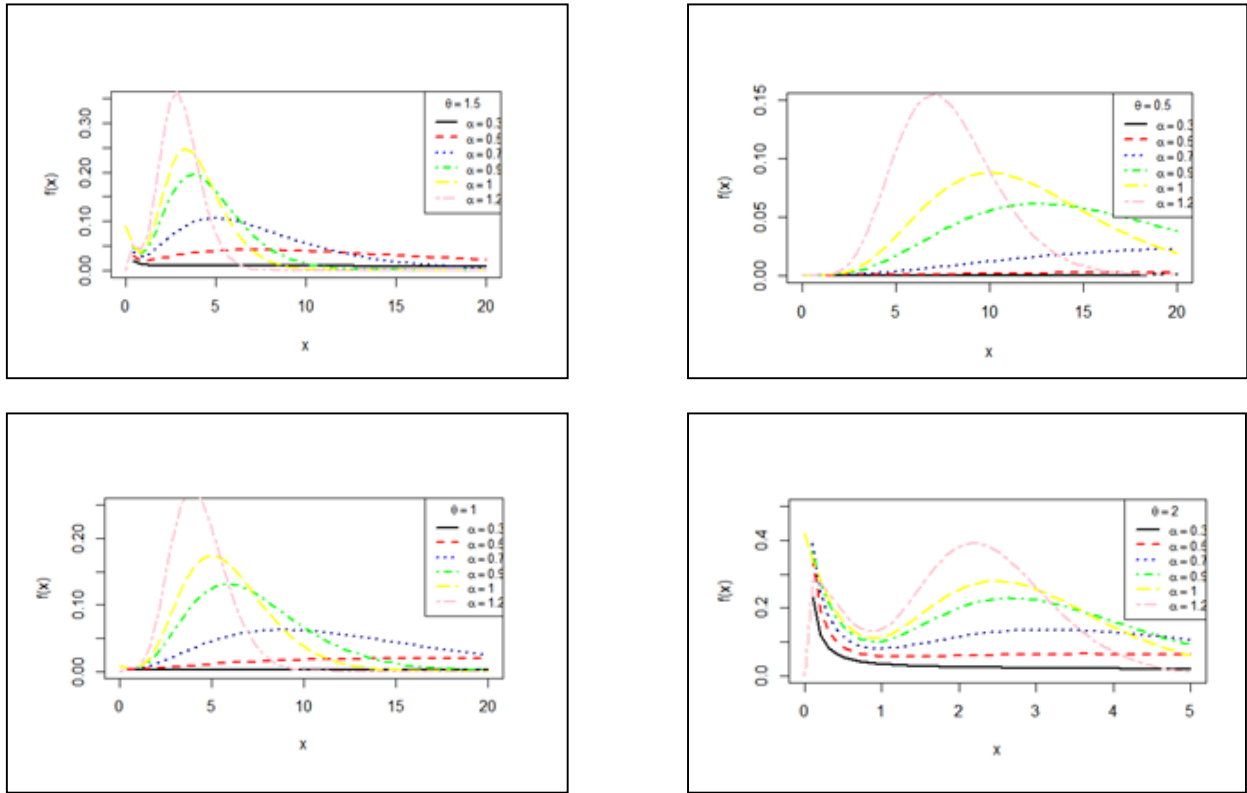 θ = 1.5
α = 0.3
α = 0.5
α = 0.7
α = 0.9
α = 1
α = 1.2
f(x)
0.00 0.10 0.20 0.30
0 5 10 15 20
x
θ = 0.5
α = 0.3
α = 0.5
α = 0.7
α = 0.9
α = 1
α = 1.2
f(x)
0.00 0.05 0.10 0.15
0 5 10 15 20
x
θ = 1
α = 0.3
α = 0.5
α = 0.7
α = 0.9
α = 1
α = 1.2
f(x)
0.00 0.10 0.20
0 5 10 15 20
x
θ = 2
α = 0.3
α = 0.5
α = 0.7
α = 0.9
α = 1
α = 1.2
f(x)
0.0 0.2 0.4
0 1 2 3 4 5
x